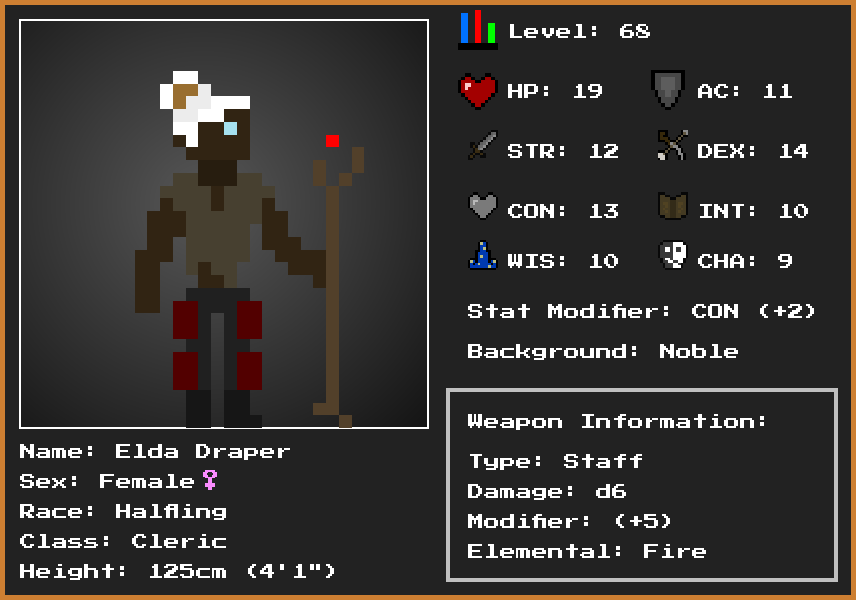 Level: 68
HP: 19
AC: 11
STR: 12
DEX: 14
CON: 13
INT: 10
WIS: 10
CHA: 9
Stat Modifier: CON (+2)
Background: Noble
Weapon Information:
Type: Staff
Damage: d6
Modifier: (+5)
Elemental: Fire
Name: Elda Draper
Sex: Female♀
Race: Halfling
Class: Cleric
Height: 125cm (4'1")